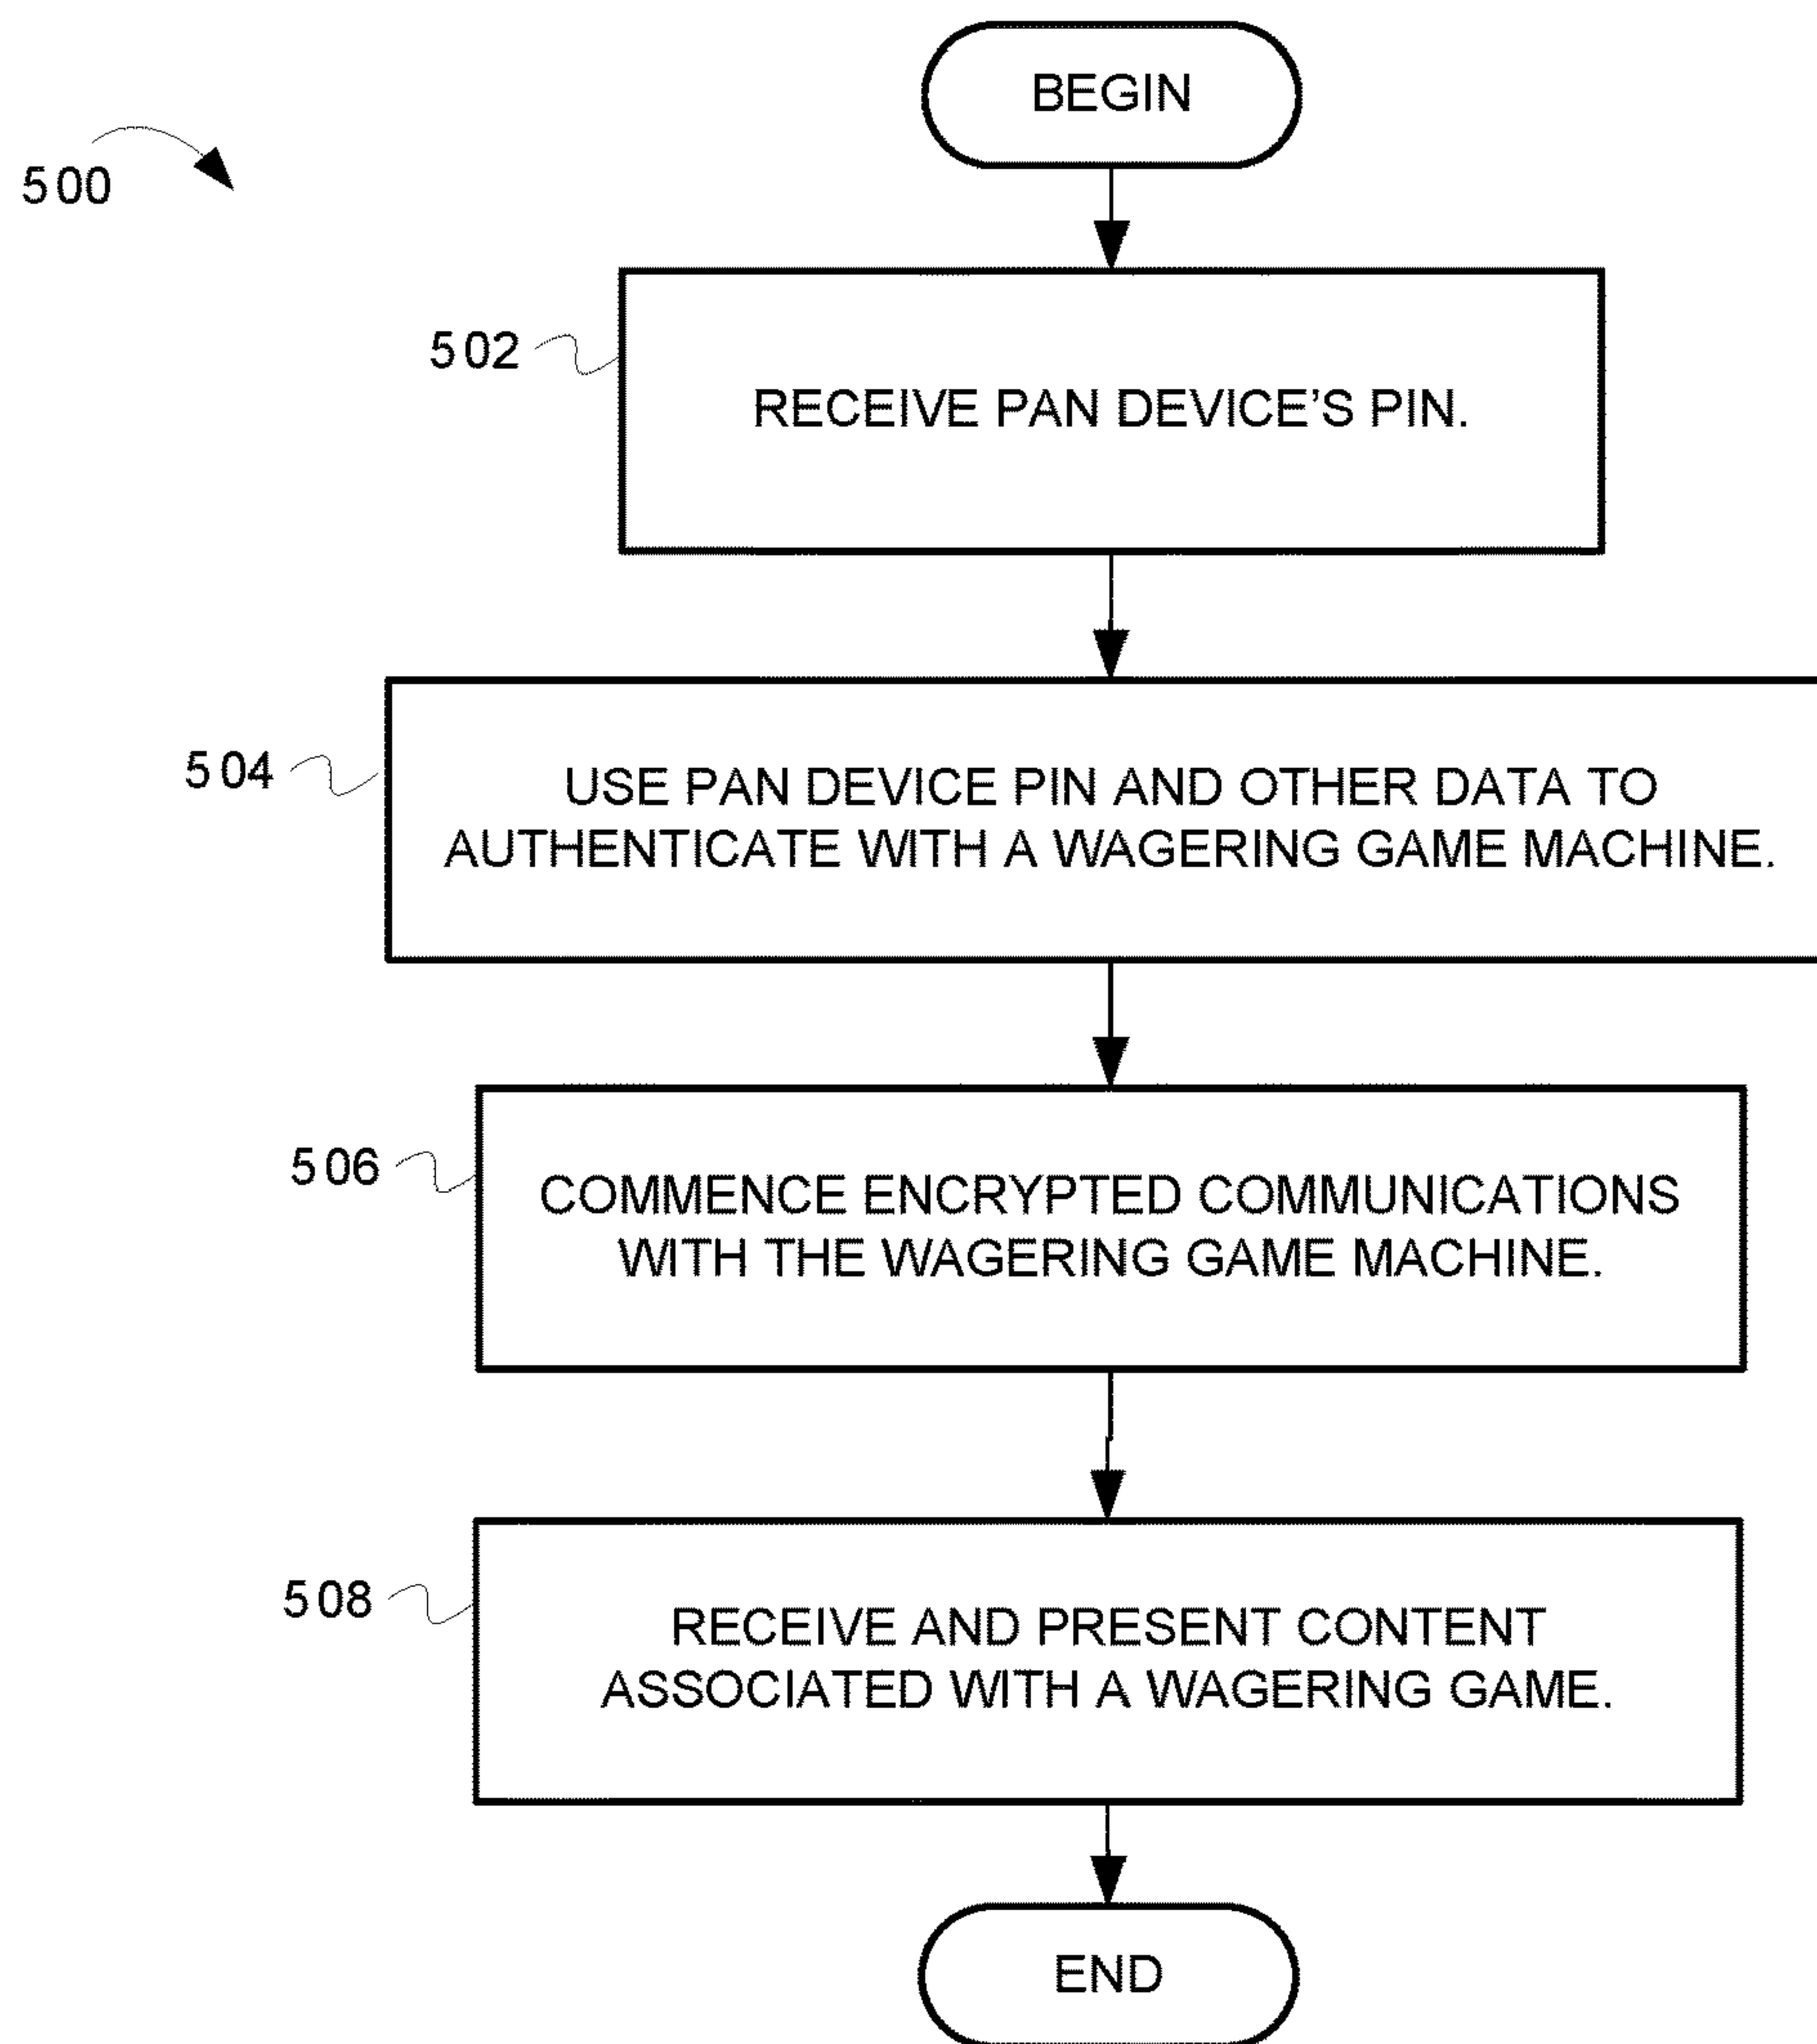 BEGIN
500
502
RECEIVE PAN DEVICE'S PIN.
504
USE PAN DEVICE PIN AND OTHER DATA TO
AUTHENTICATE WITH A WAGERING GAME MACHINE.
506
COMMENCE ENCRYPTED COMMUNICATIONS
WITH THE WAGERING GAME MACHINE.
508
RECEIVE AND PRESENT CONTENT
ASSOCIATED WITH A WAGERING GAME.
END